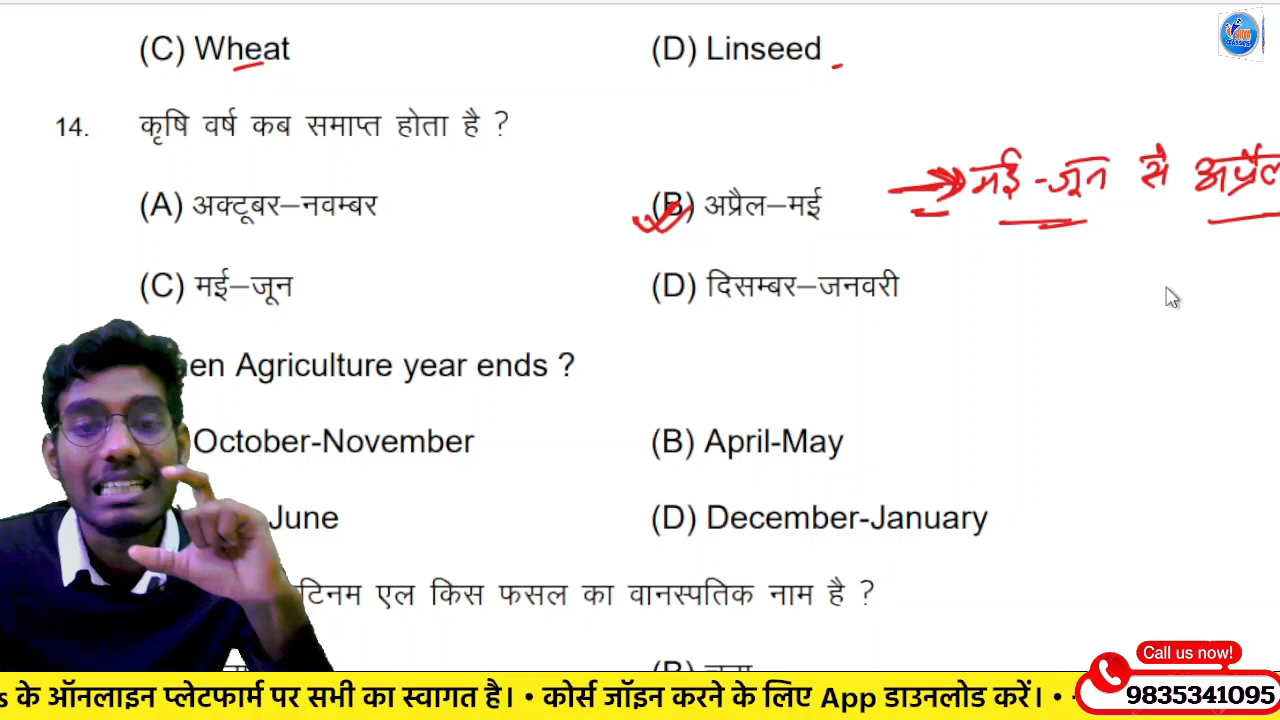 (C) Wheat (D) Linseed
14. कृषि वर्ष कब समाप्त होता है ?
(A) अक्टूबर–नवम्बर (B) अप्रैल–मई
मई-जून से अप्रैल
(C) मई–जून (D) दिसम्बर–जनवरी
Agriculture year ends ?
October-November (B) April-May
June (D) December-January
एल किस फसल का वानस्पतिक नाम है ?
के ऑनलाइन प्लेटफार्म पर सभी का स्वागत है। • कोर्स जॉइन करने के लिए App डाउनलोड करें। •
Call us now!
9835341095